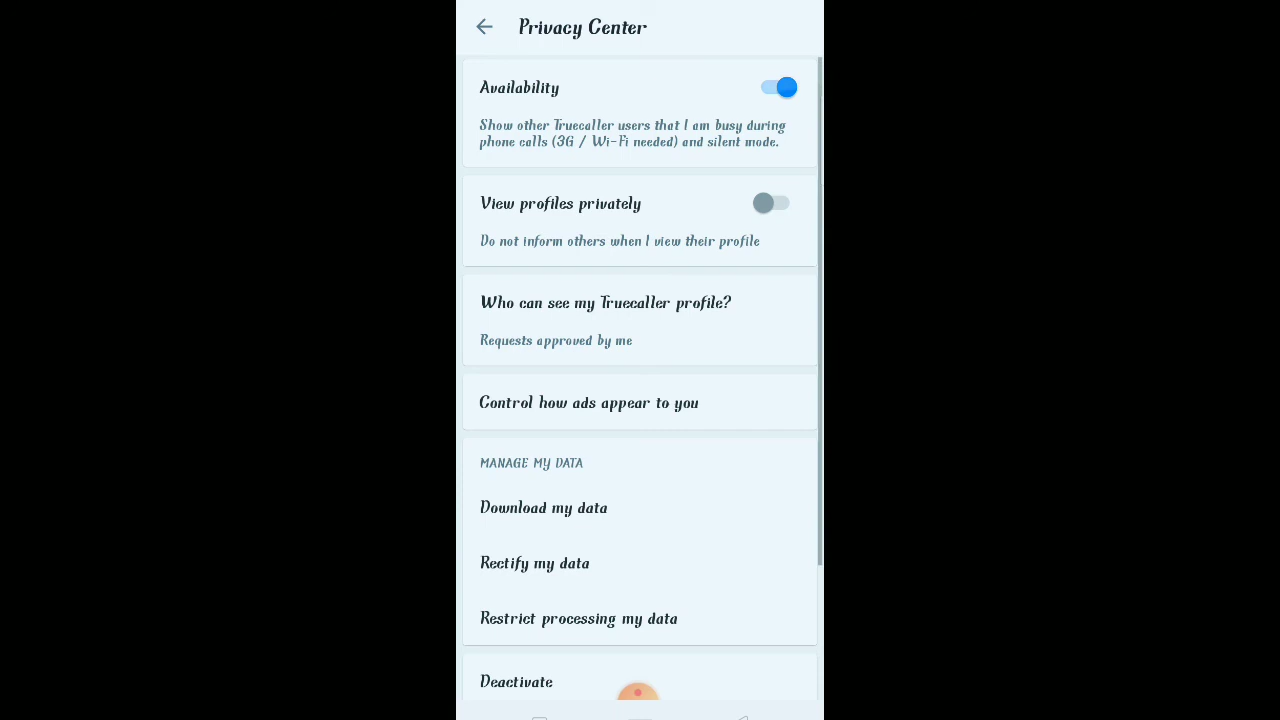 Privacy Center
Availability
Show other Truecaller users that I am busy during
phone calls (3G / Wi-Fi needed) and silent mode.
View profiles privately
Do not inform others when I view their profile
Who can see my Truecaller profile?
Requests approved by me
Control how ads appear to you
MANAGE MY DATA
Download my data
Rectify my data
Restrict processing my data
Deactivate